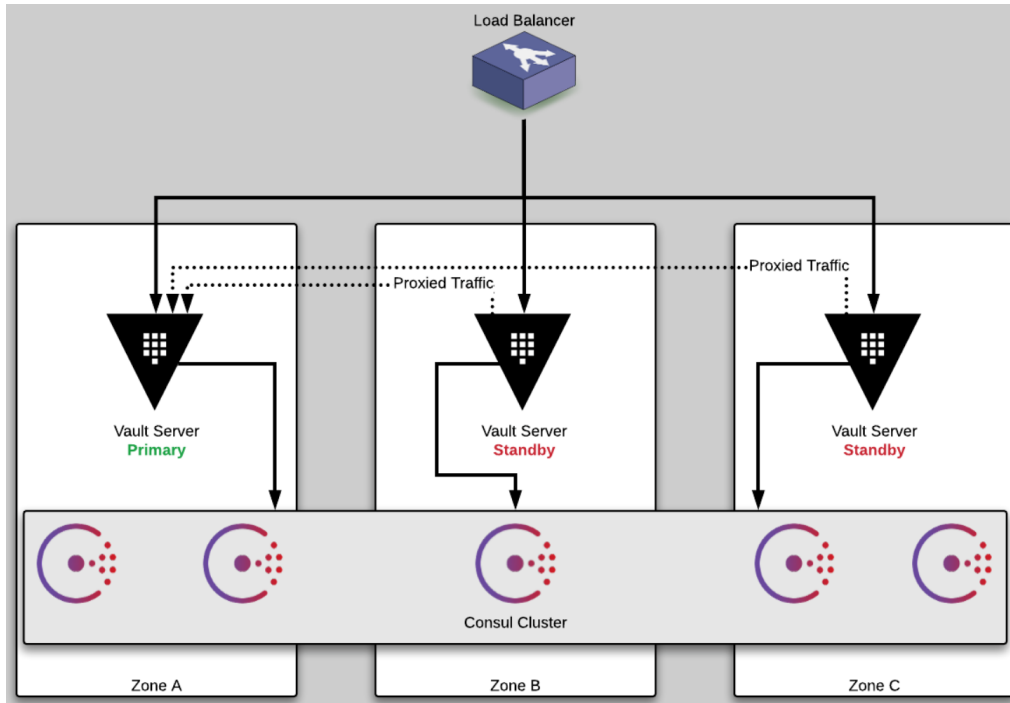 Load Balancer
Proxied Traffic
Proxied Traffic
Vault Server
Primary
Vault Server
Standby
Vault Server
Standby
Consul Cluster
Zone A
Zone B
Zone C